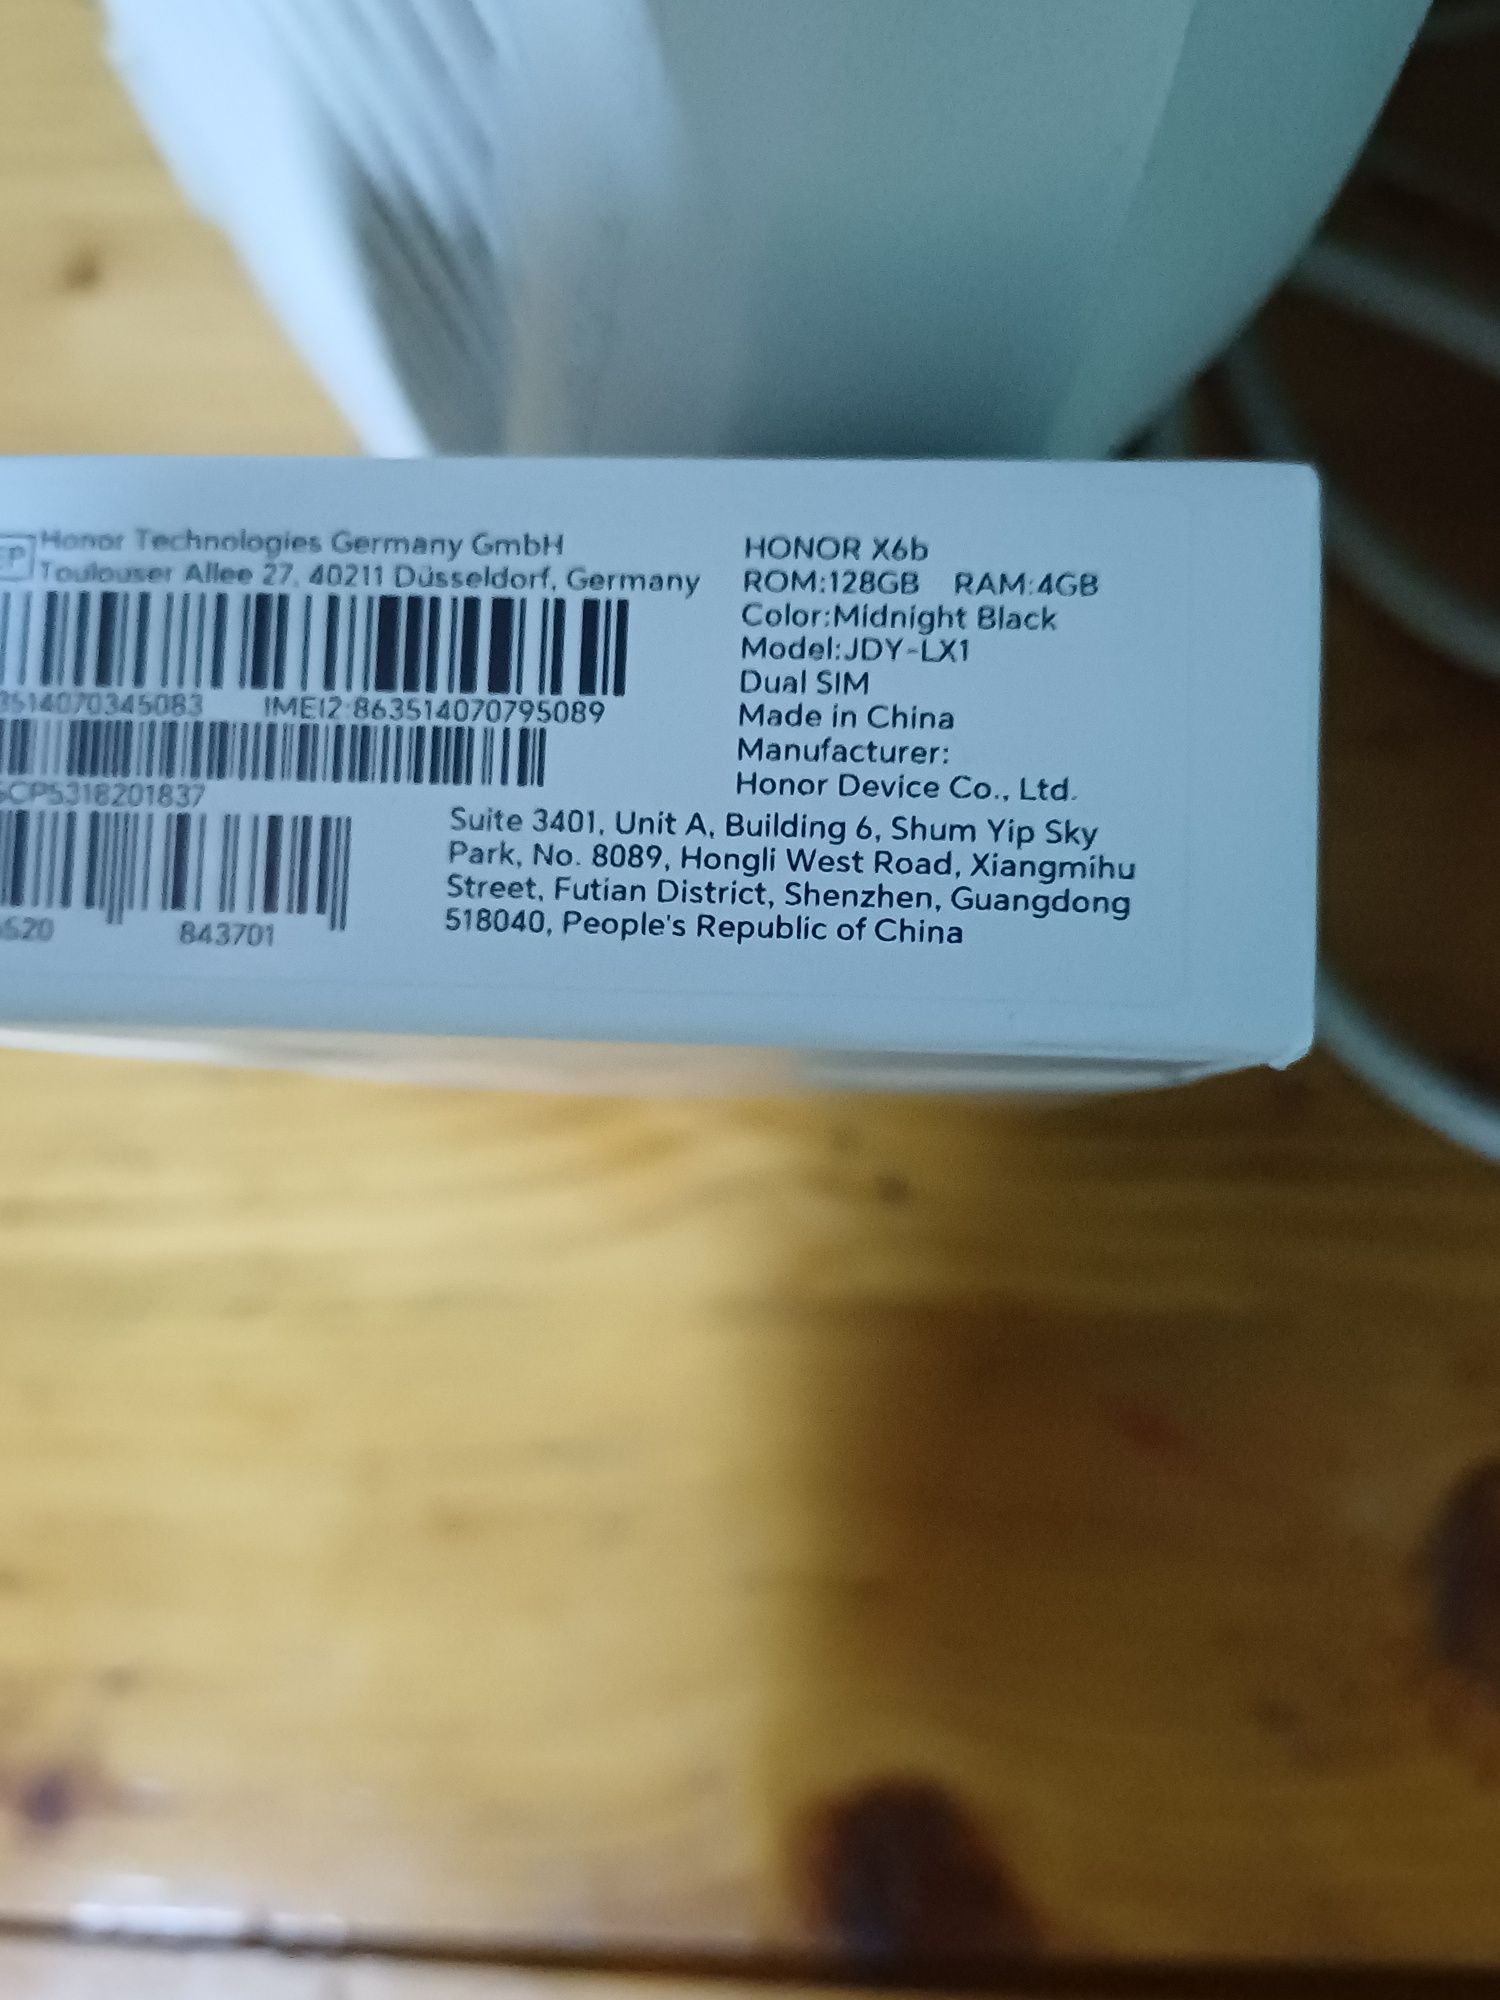 Honor Technologies Germany GmbH
Toulouser Allee 27, 40211 Düsseldorf, Germany
3514070345083 IMEI2:863514070795089
CP5318201837
520 843701
HONOR X6b
ROM:128GB RAM:4GB
Color:Midnight Black
Model:JDY-LX1
Dual SIM
Made in China
Manufacturer:
Honor Device Co., Ltd.
Suite 3401, Unit A, Building 6, Shum Yip Sky
Park, No. 8089, Hongli West Road, Xiangmihu
Street, Futian District, Shenzhen, Guangdong
518040, People's Republic of China